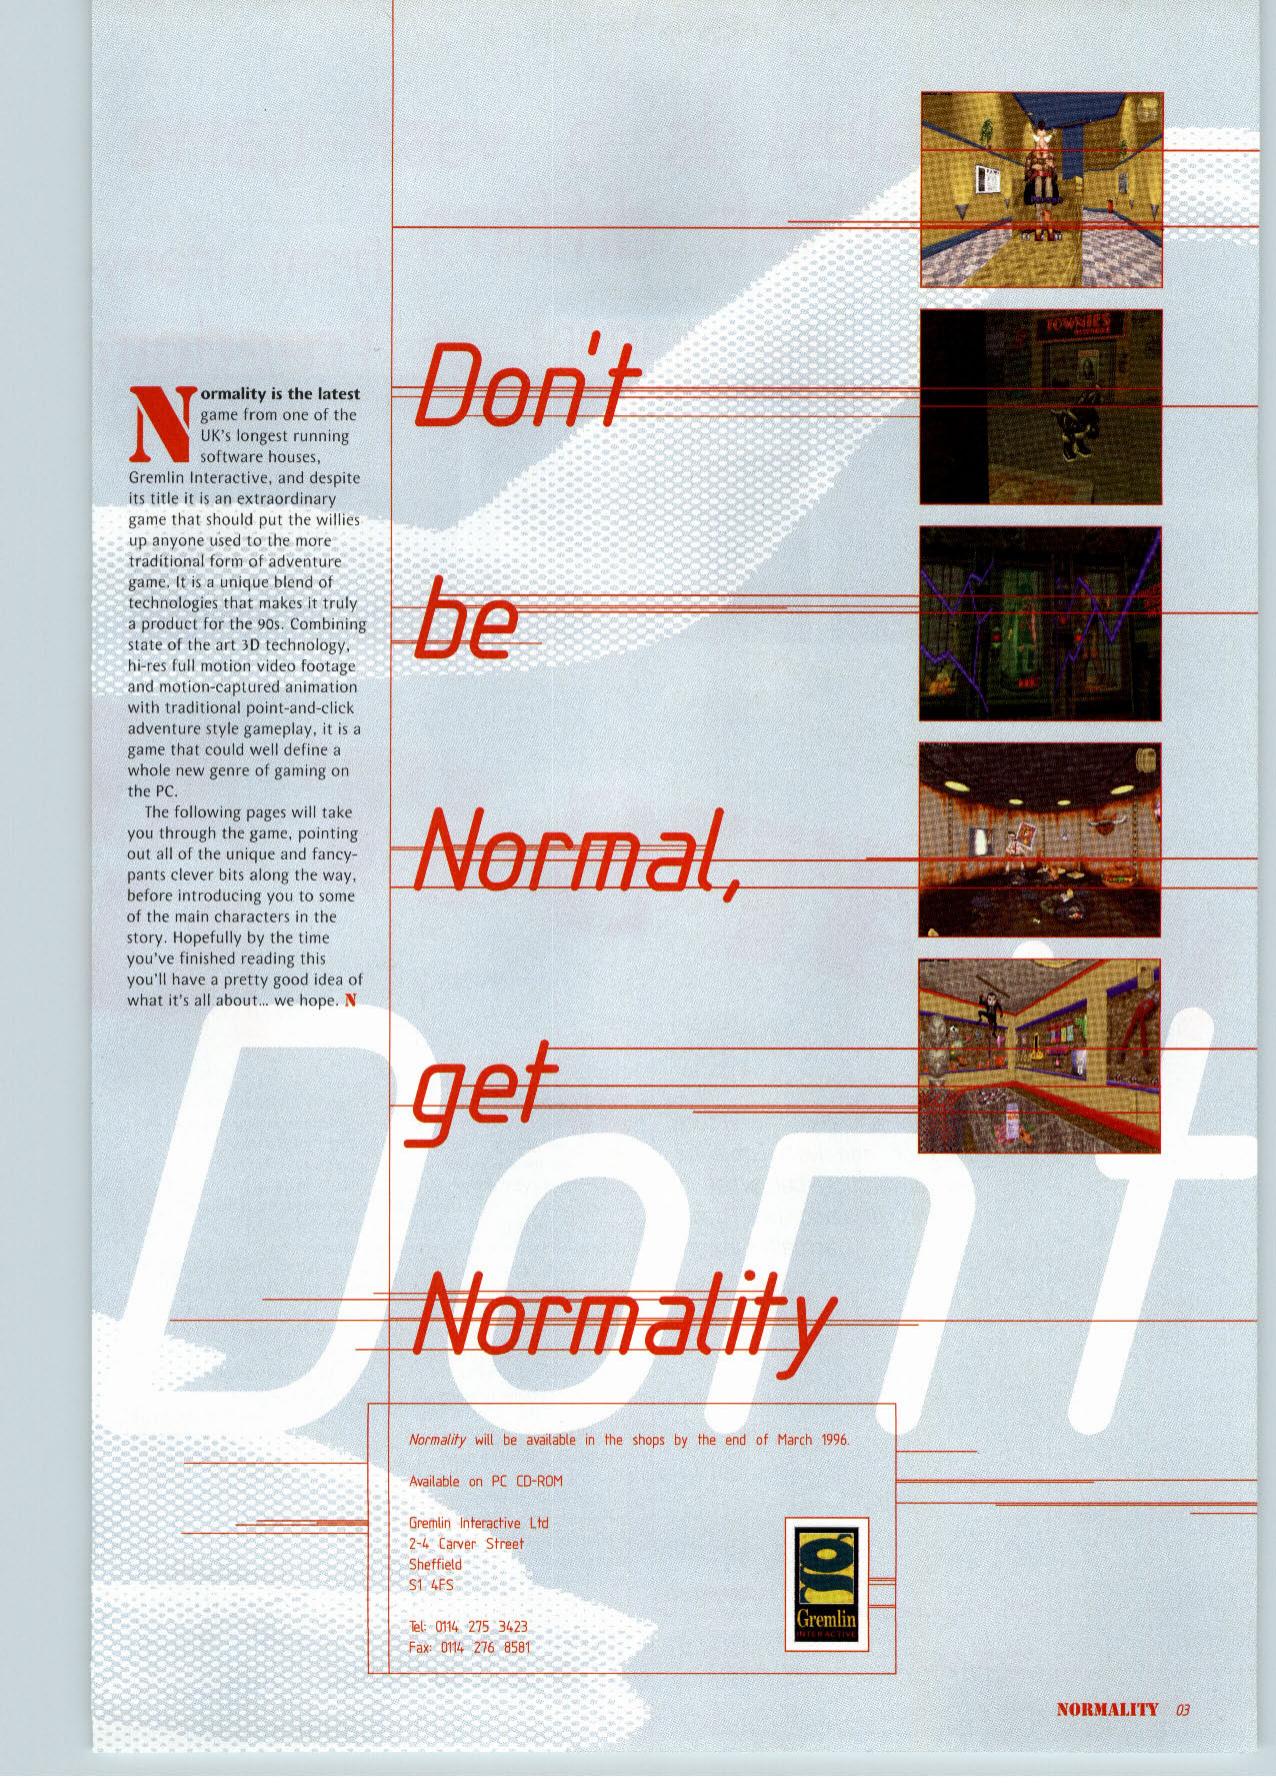 Normality is the latest
game from one of the
UK's longest running
software houses,
Gremlin Interactive, and despite
its title it is an extraordinary
game that should put the willies
up anyone used to the more
traditional form of adventure
game. It is a unique blend of
technologies that makes it truly
a product for the 90s. Combining
state of the art 3D technology,
hi-res full motion video footage
and motion-captured animation
with traditional point-and-click
adventure style gameplay, it is a
game that could well define a
whole new genre of gaming on
the PC.
The following pages will take
you through the game, pointing
out all of the unique and fancy-
pants clever bits along the way,
before introducing you to some
of the main characters in the
story. Hopefully by the time
you've finished reading this
you'll have a pretty good idea of
what it's all about... we hope. N
Don't
be
Normal,
get
Normality
TOWNIES
Dont
Normality will be available in the shops by the end of March 1996.
Available on PC CD-ROM
Gremlin Interactive Ltd
2-4 Carver Street
Sheffield
S1 4FS
Tel: 0114 275 3423
Fax: 0114 276 8581
Gremlin
INTERACTIVE
NORMALITY 03